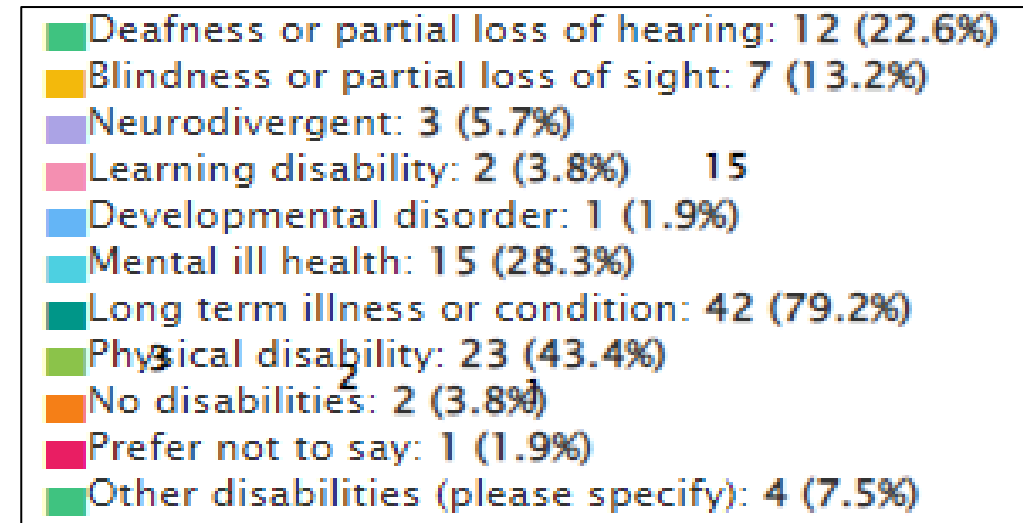 Deafness or partial loss of hearing: 12 (22.6%)
Blindness or partial loss of sight: 7 (13.2%)
Neurodivergent: 3 (5.7%)
Learning disability: 2 (3.8%) 15
Developmental disorder: 1 (1.9%)
Mental ill health: 15 (28.3%)
Long term illness or condition: 42 (79.2%)
Physical disability: 23 (43.4%)
3
2
1
No disabilities: 2 (3.8%)
Prefer not to say: 1 (1.9%)
Other disabilities (please specify): 4 (7.5%)